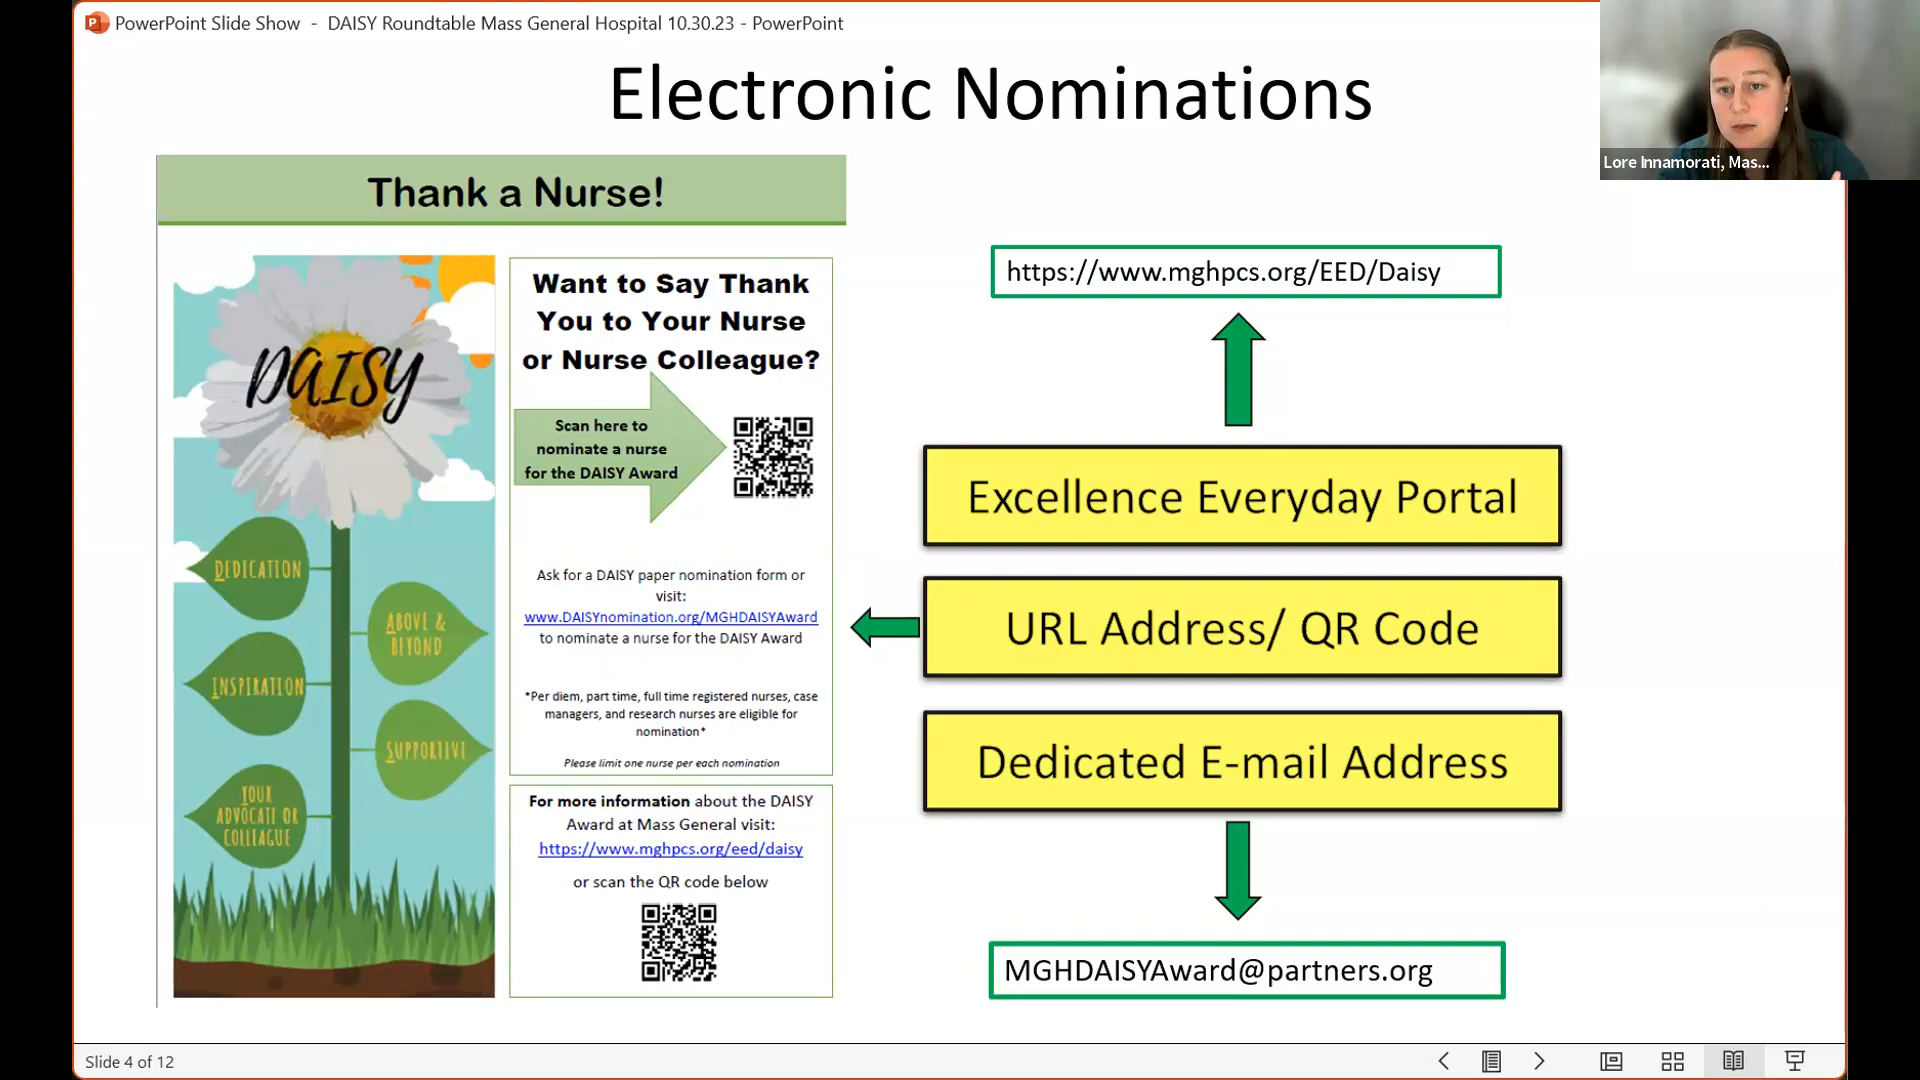 PowerPoint Slide Show - DAISY Roundtable Mass General Hospital 10.30.23 - PowerPoint
Electronic Nominations
Lore Innamorati, Mas...
Thank a Nurse!
DAISY
DEDICATION
ABOVE &
BEYOND
INSPIRATION
SUPPORTIVE
YOUR
ADVOCATE OR
COLLEAGUE
Want to Say Thank
You to Your Nurse
or Nurse Colleague?
Scan here to
nominate a nurse
for the DAISY Award
Ask for a DAISY paper nomination form or
visit:
www.DAISYnomination.org/MGHDAISYAward
to nominate a nurse for the DAISY Award
*Per diem, part time, full time registered nurses, case
managers, and research nurses are eligible for
nomination*
Please limit one nurse per each nomination
For more information about the DAISY
Award at Mass General visit:
https://www.mghpcs.org/eed/daisy
or scan the QR code below
https://www.mghpcs.org/EED/Daisy
Excellence Everyday Portal
URL Address/ QR Code
Dedicated E-mail Address
MGHDAISYAward@partners.org
Slide 4 of 12